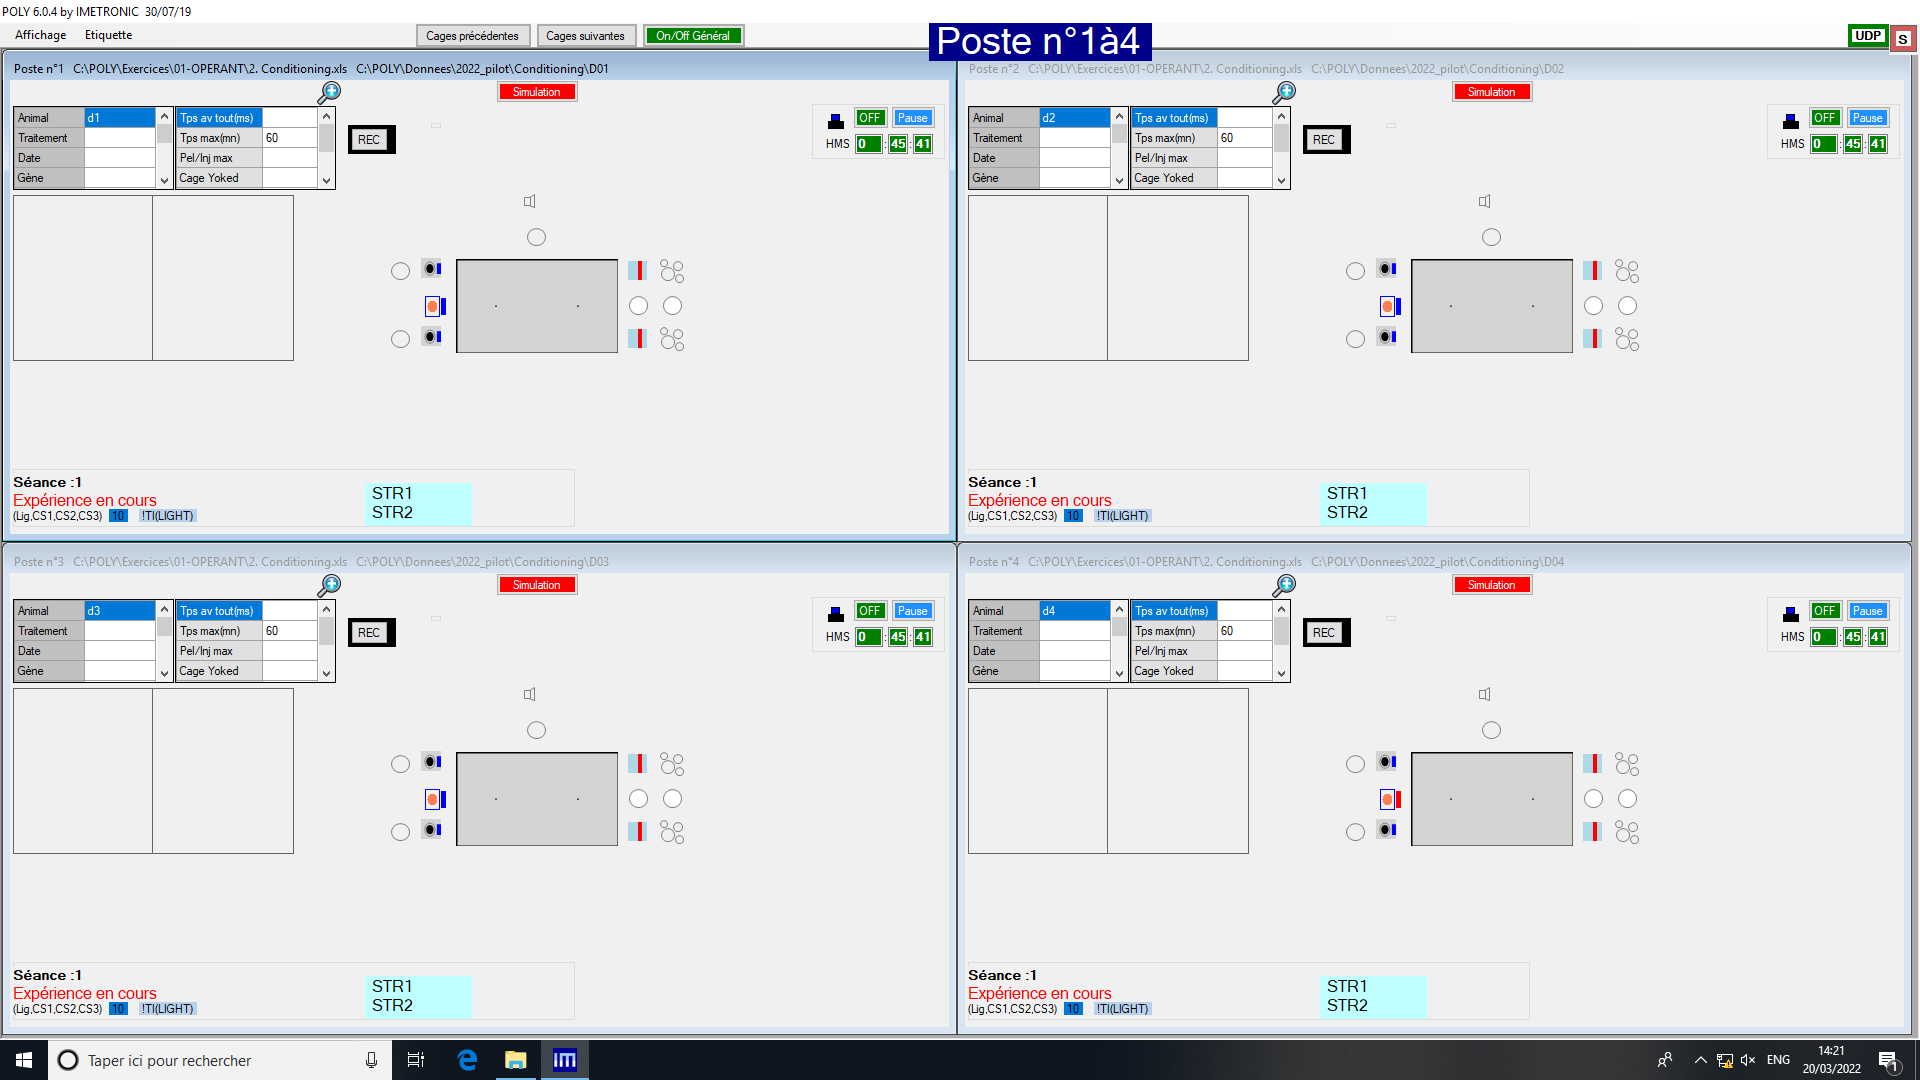 POLY 6.0.4 by IMETRONIC 30/07/19
Affichage Etiquette Cages précédentes Cages suivantes On/Off Général Poste n°1à4 UDP S
Poste n°1 C:\POLY\Exercices\01-OPERANT\2. Conditioning.xls C:\POLY\Donnees\2022_pilot\Conditioning\D01
Simulation
Animal d1 Tps av tout(ms) OFF Pause
Traitement Tps max(mn) 60 REC HMS 0 : 45 : 41
Date Pel/Inj max
Gène Cage Yoked
Séance :1
Expérience en cours STR1
(Lig,CS1,CS2,CS3) 10 !TI(LIGHT) STR2
Poste n°2 C:\POLY\Exercices\01-OPERANT\2. Conditioning.xls C:\POLY\Donnees\2022_pilot\Conditioning\D02
Simulation
Animal d2 Tps av tout(ms) OFF Pause
Traitement Tps max(mn) 60 REC HMS 0 : 45 : 41
Date Pel/Inj max
Gène Cage Yoked
Séance :1
Expérience en cours STR1
(Lig,CS1,CS2,CS3) 10 !TI(LIGHT) STR2
Poste n°3 C:\POLY\Exercices\01-OPERANT\2. Conditioning.xls C:\POLY\Donnees\2022_pilot\Conditioning\D03
Simulation
Animal d3 Tps av tout(ms) OFF Pause
Traitement Tps max(mn) 60 REC HMS 0 : 45 : 41
Date Pel/Inj max
Gène Cage Yoked
Séance :1
Expérience en cours STR1
(Lig,CS1,CS2,CS3) 10 !TI(LIGHT) STR2
Poste n°4 C:\POLY\Exercices\01-OPERANT\2. Conditioning.xls C:\POLY\Donnees\2022_pilot\Conditioning\D04
Simulation
Animal d4 Tps av tout(ms) OFF Pause
Traitement Tps max(mn) 60 REC HMS 0 : 45 : 41
Date Pel/Inj max
Gène Cage Yoked
Séance :1
Expérience en cours STR1
(Lig,CS1,CS2,CS3) 10 !TI(LIGHT) STR2
Taper ici pour rechercher im ENG 14:21
20/03/2022 1